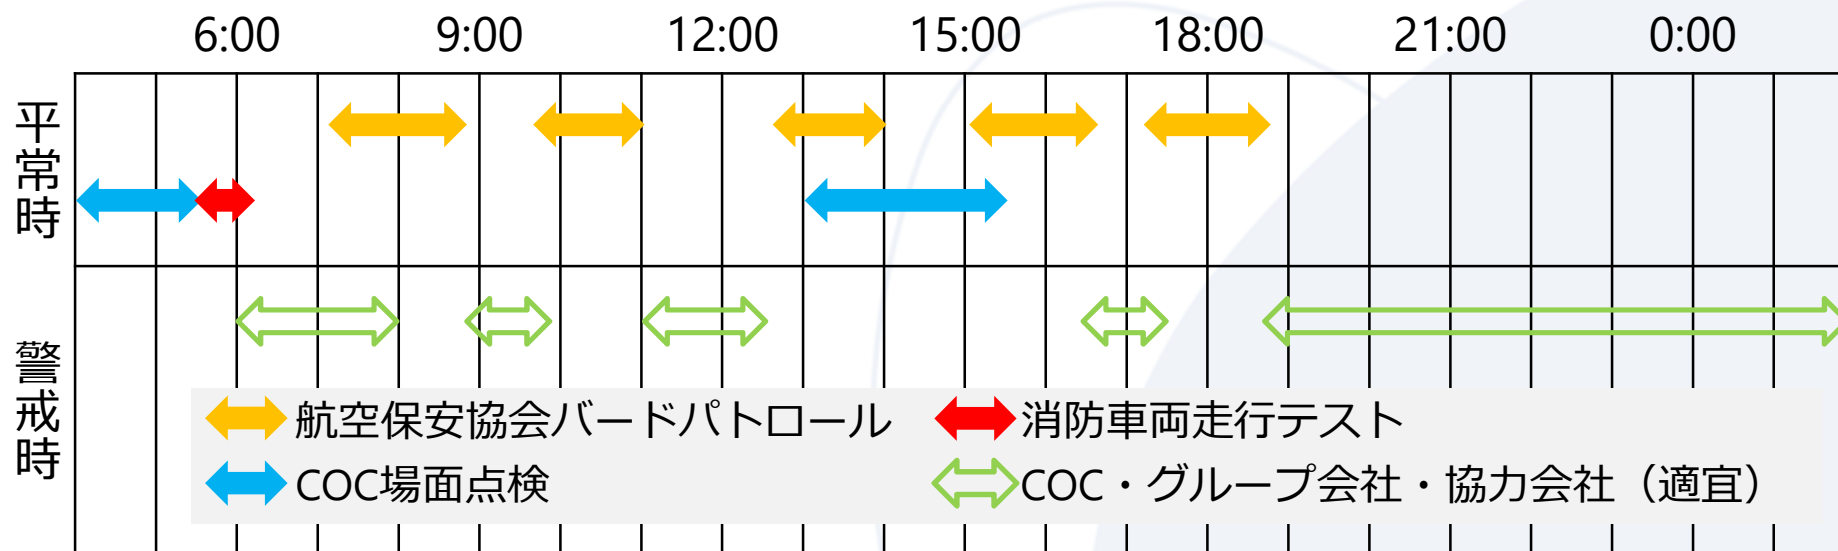 6:00 9:00 12:00 15:00 18:00 21:00 0:00
平常時
警戒時
航空保安協会バードパトロール
消防車両走行テスト
COC場面点検
COC・グループ会社・協力会社（適宜）